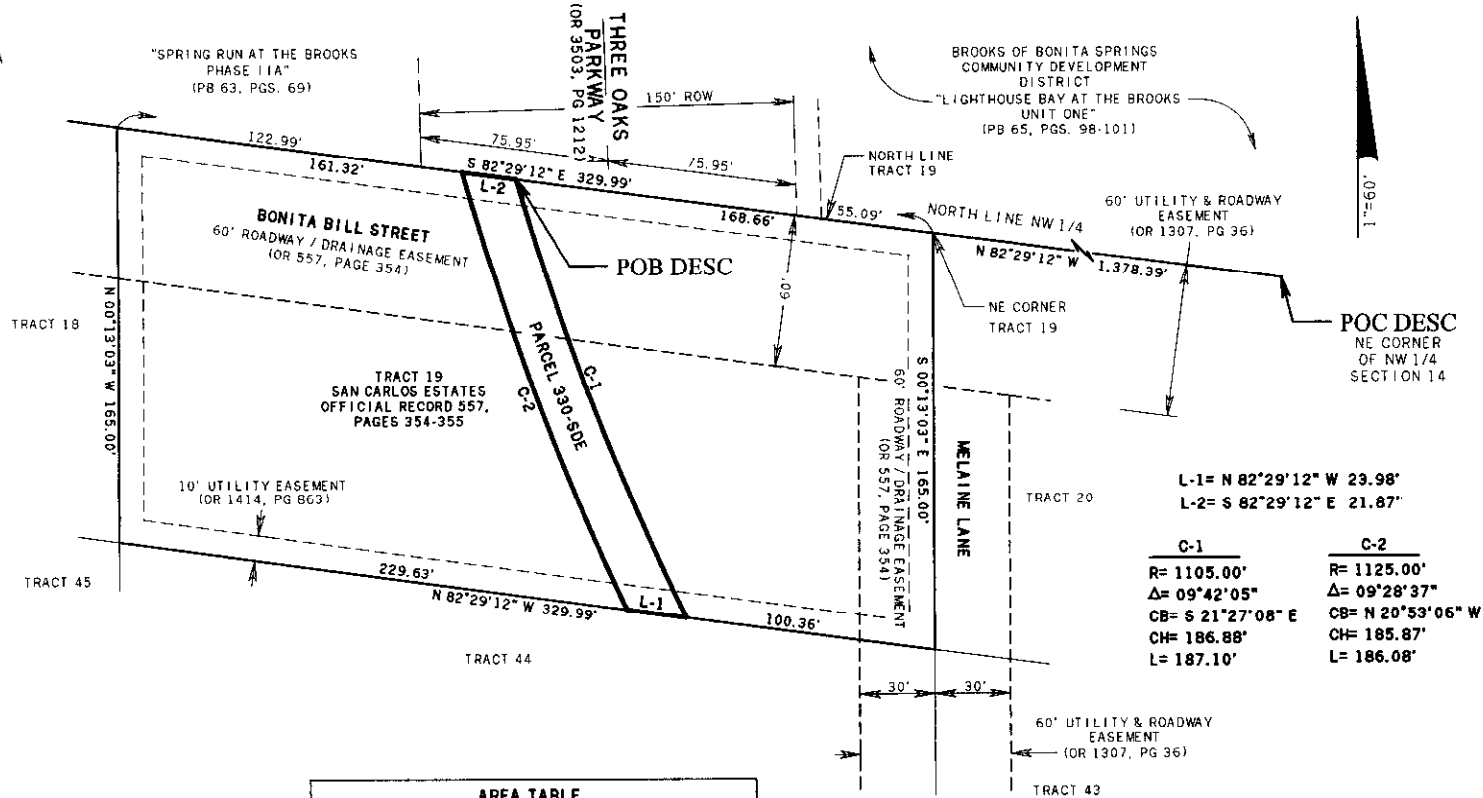 "SPRING RUN AT THE BROOKS
PHASE IIA"
(PB 63, PGS. 69)
THREE OAKS
PARKWAY
(OR 3503, PG 1212)
150' ROW
BROOKS OF BONITA SPRINGS
COMMUNITY DEVELOPMENT
DISTRICT
"LIGHTHOUSE BAY AT THE BROOKS
UNIT ONE"
(PB 65, PGS. 98-101)
1"=60'
122.99'
161.32'
75.95'
75.95'
S 82°29'12" E 329.99'
L-2
168.66'
NORTH LINE
TRACT 19
55.09'
NORTH LINE NW 1/4
N 82°29'12" W 1,378.39'
60' UTILITY & ROADWAY
EASEMENT
(OR 1307, PG 36)
BONITA BILL STREET
60' ROADWAY / DRAINAGE EASEMENT
(OR 557, PAGE 354)
POB DESC
60'
NE CORNER
TRACT 19
POC DESC
NE CORNER
OF NW 1/4
SECTION 14
TRACT 18
N 00°13'03" W 165.00'
TRACT 19
SAN CARLOS ESTATES
OFFICIAL RECORD 557,
PAGES 354-355
PARCEL 330-SDE
C-1
C-2
S 00°13'03" E 165.00'
60' ROADWAY / DRAINAGE EASEMENT
(OR 557, PAGE 354)
MELAINE LANE
TRACT 20
10' UTILITY EASEMENT
(OR 1414, PG 863)
TRACT 45
229.63'
N 82°29'12" W 329.99'
L-1
100.36'
TRACT 44
30'
30'
60' UTILITY & ROADWAY
EASEMENT
(OR 1307, PG 36)
TRACT 43
L-1= N 82°29'12" W 23.98'
L-2= S 82°29'12" E 21.87'
C-1
R= 1105.00'
Δ= 09°42'05"
CB= S 21°27'08" E
CH= 186.88'
L= 187.10'
C-2
R= 1125.00'
Δ= 09°28'37"
CB= N 20°53'06" W
CH= 185.87'
L= 186.08'
AREA TABLE